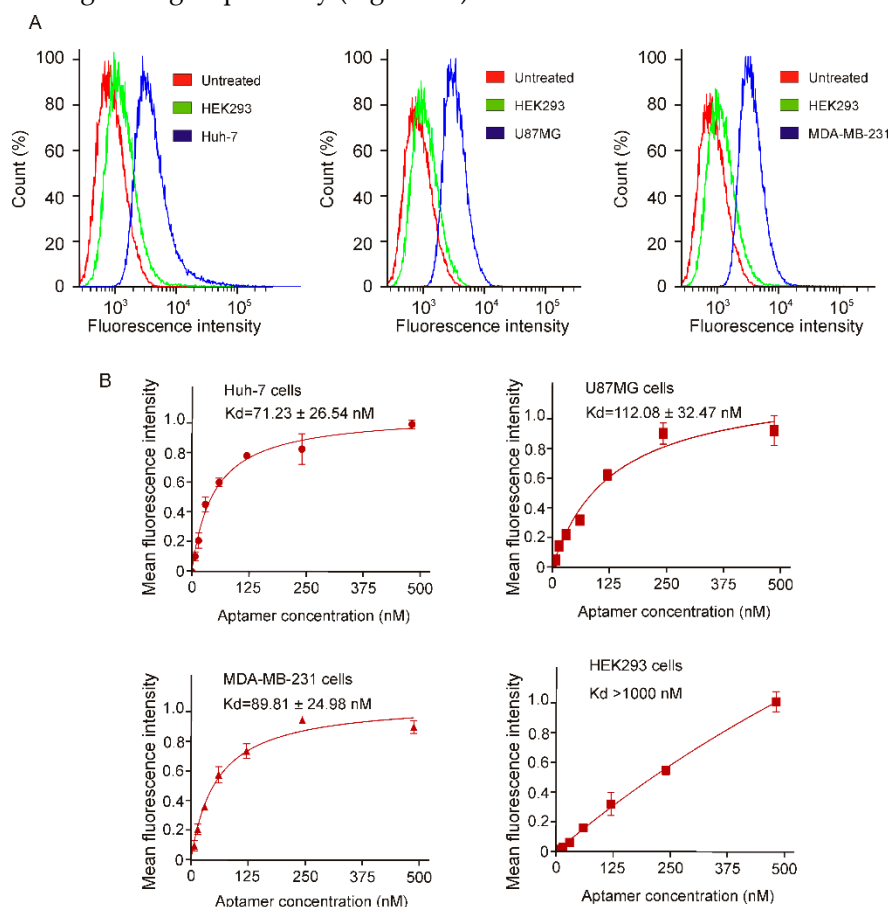 A
Untreated
HEK293
Huh-7
Count (%)
100
80
60
40
20
0
10³ 10⁴ 10⁵
Fluorescence intensity
Untreated
HEK293
U87MG
Count (%)
100
80
60
40
20
0
10³ 10⁴ 10⁵
Fluorescence intensity
Untreated
HEK293
MDA-MB-231
Count (%)
100
80
60
40
20
0
10³ 10⁴ 10⁵
Fluorescence intensity
B
Huh-7 cells
Kd=71.23 ± 26.54 nM
Mean fluorescence intensity
1.0
0.8
0.6
0.4
0.2
0
0 125 250 375 500
Aptamer concentration (nM)
U87MG cells
Kd=112.08 ± 32.47 nM
Mean fluorescence intensity
1.0
0.8
0.6
0.4
0.2
0
0 125 250 375 500
Aptamer concentration (nM)
MDA-MB-231 cells
Kd=89.81 ± 24.98 nM
Mean fluorescence intensity
1.0
0.8
0.6
0.4
0.2
0
0 125 250 375 500
Aptamer concentration (nM)
HEK293 cells
Kd >1000 nM
Mean fluorescence intensity
1.0
0.8
0.6
0.4
0.2
0
0 125 250 375 500
Aptamer concentration (nM)